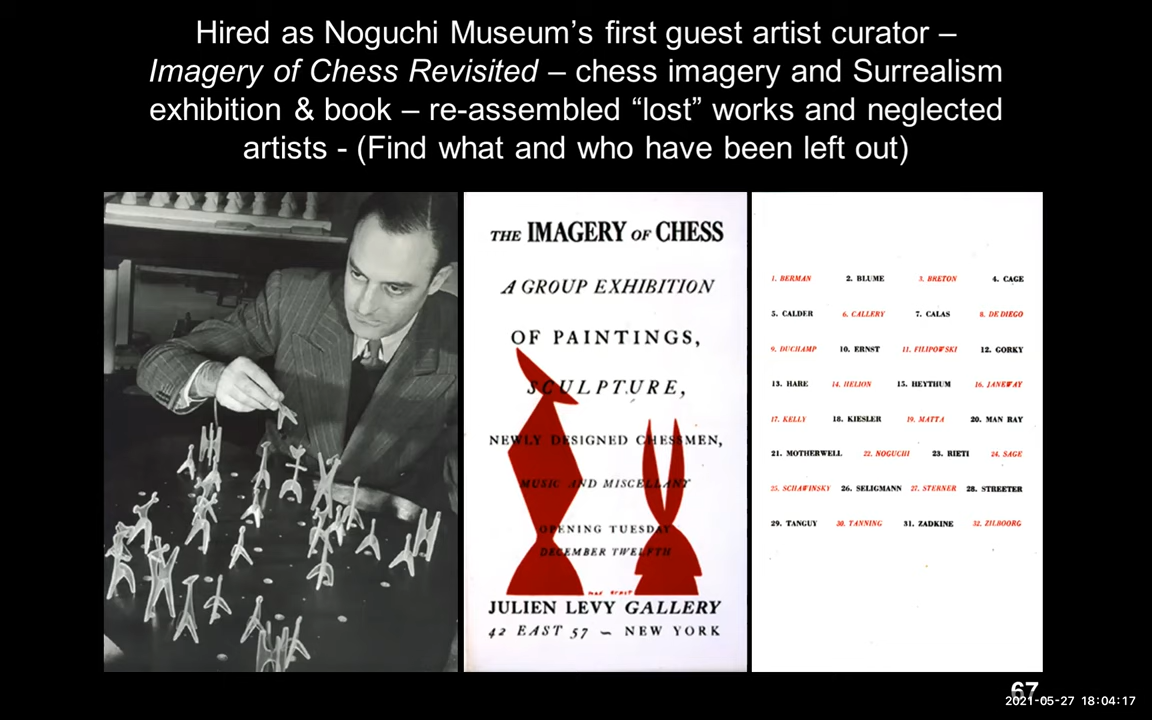 Hired as Noguchi Museum’s first guest artist curator –
Imagery of Chess Revisited – chess imagery and Surrealism
exhibition & book – re-assembled “lost” works and neglected
artists - (Find what and who have been left out)
THE IMAGERY OF CHESS
A GROUP EXHIBITION
OF PAINTINGS,
SCULPTURE,
NEWLY DESIGNED CHESSMEN,
MUSIC AND MISCELLANY
OPENING TUESDAY
DECEMBER TWELFTH
max ernst
JULIEN LEVY GALLERY
42 EAST 57 – NEW YORK
1. BERMAN 2. BLUME 3. BRETON 4. CAGE
5. CALDER 6. CALLERY 7. CALAS 8. DE DIEGO
9. DUCHAMP 10. ERNST 11. FILIPOWSKI 12. GORKY
13. HARE 14. HELION 15. HEYTHUM 16. JANEWAY
17. KELLY 18. KIESLER 19. MATTA 20. MAN RAY
21. MOTHERWELL 22. NOGUCHI 23. RIETI 24. SAGE
25. SCHAWINSKY 26. SELIGMANN 27. STERNER 28. STREETER
29. TANGUY 30. TANNING 31. ZADKINE 32. ZILBOORG
67
2021-05-27 18:04:17